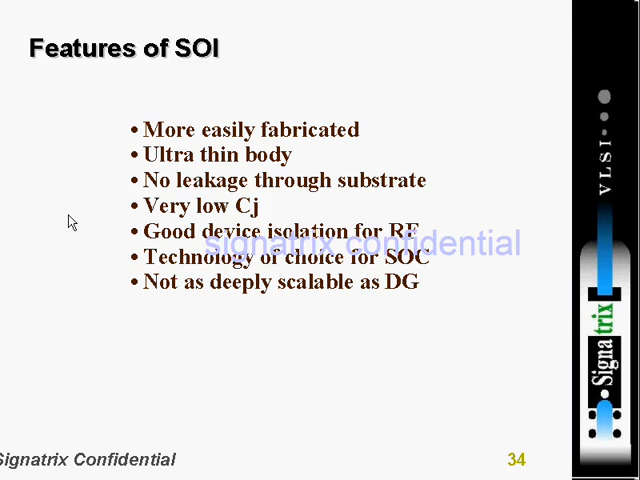 Features of SOI
• More easily fabricated
• Ultra thin body
• No leakage through substrate
• Very low Cj
• Good device isolation for RF
signatrix confidential
• Technology of choice for SOC
• Not as deeply scalable as DG
Signatrix Confidential
34
VLSI
Signatrix